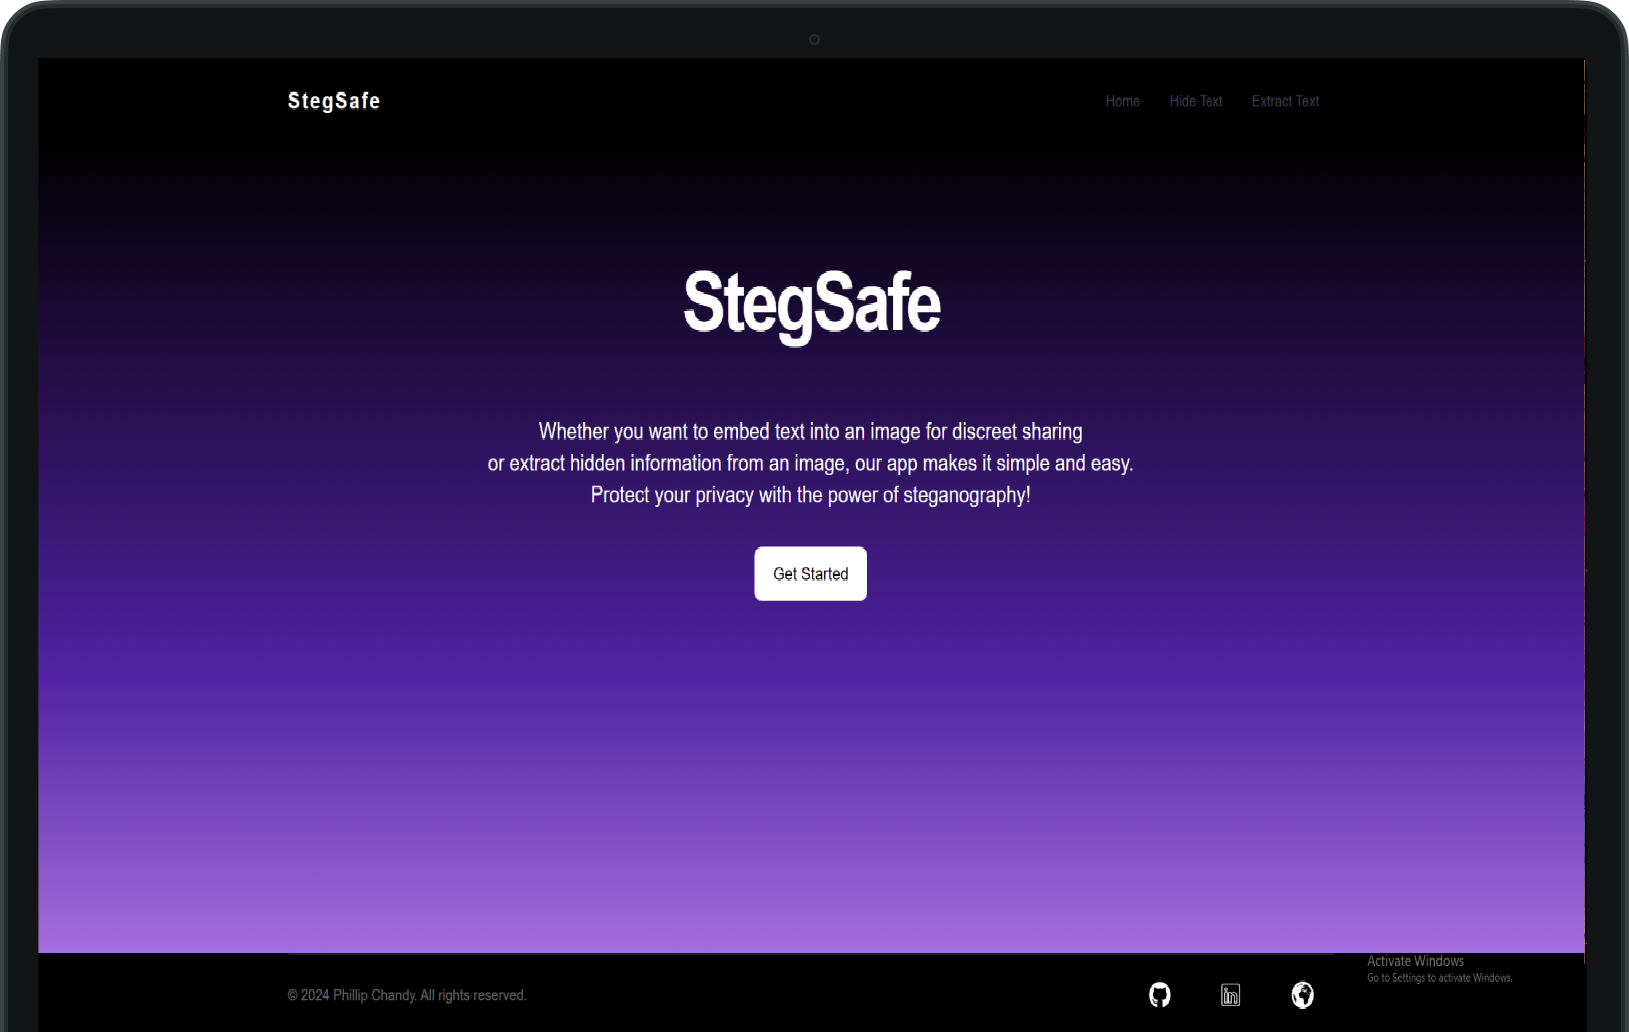 StegSafe
Home Hide Text Extract Text
StegSafe
Whether you want to embed text into an image for discreet sharing
or extract hidden information from an image, our app makes it simple and easy.
Protect your privacy with the power of steganography!
Get Started
Activate Windows
Go to Settings to activate Windows.
© 2024 Phillip Chandy. All rights reserved.
in